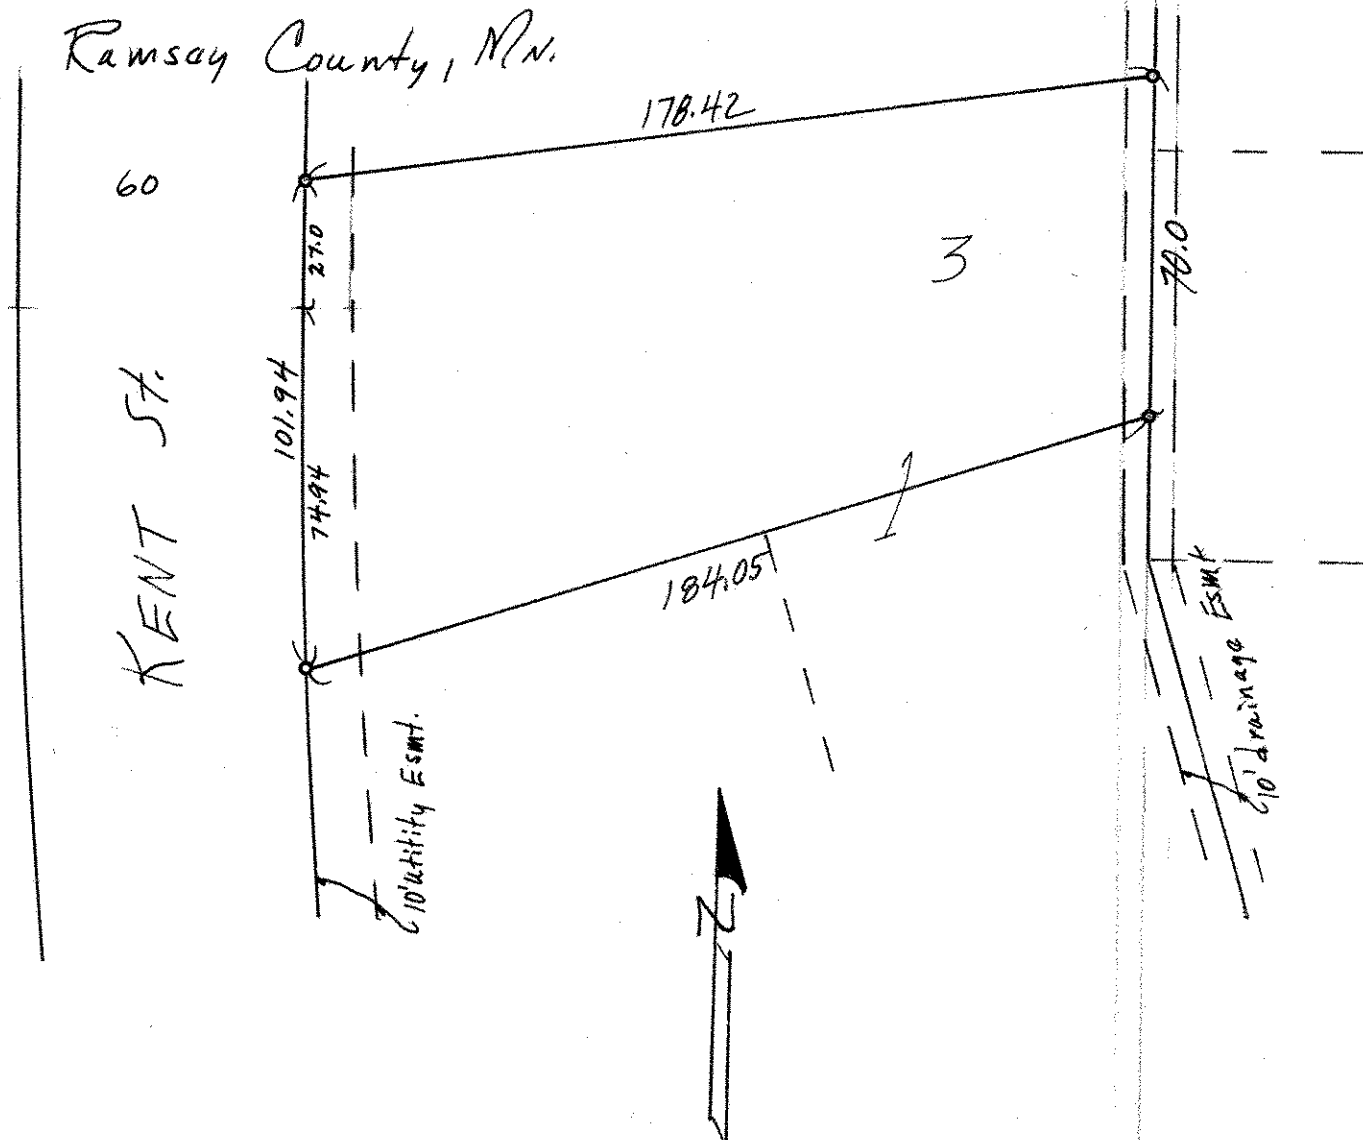 Ramsey County, MN.
178.42
60
27.0
3
70.0
101.94
KENT St.
74.94
1
184.05
10' drainage Esmt
10' utility Esmt.
N